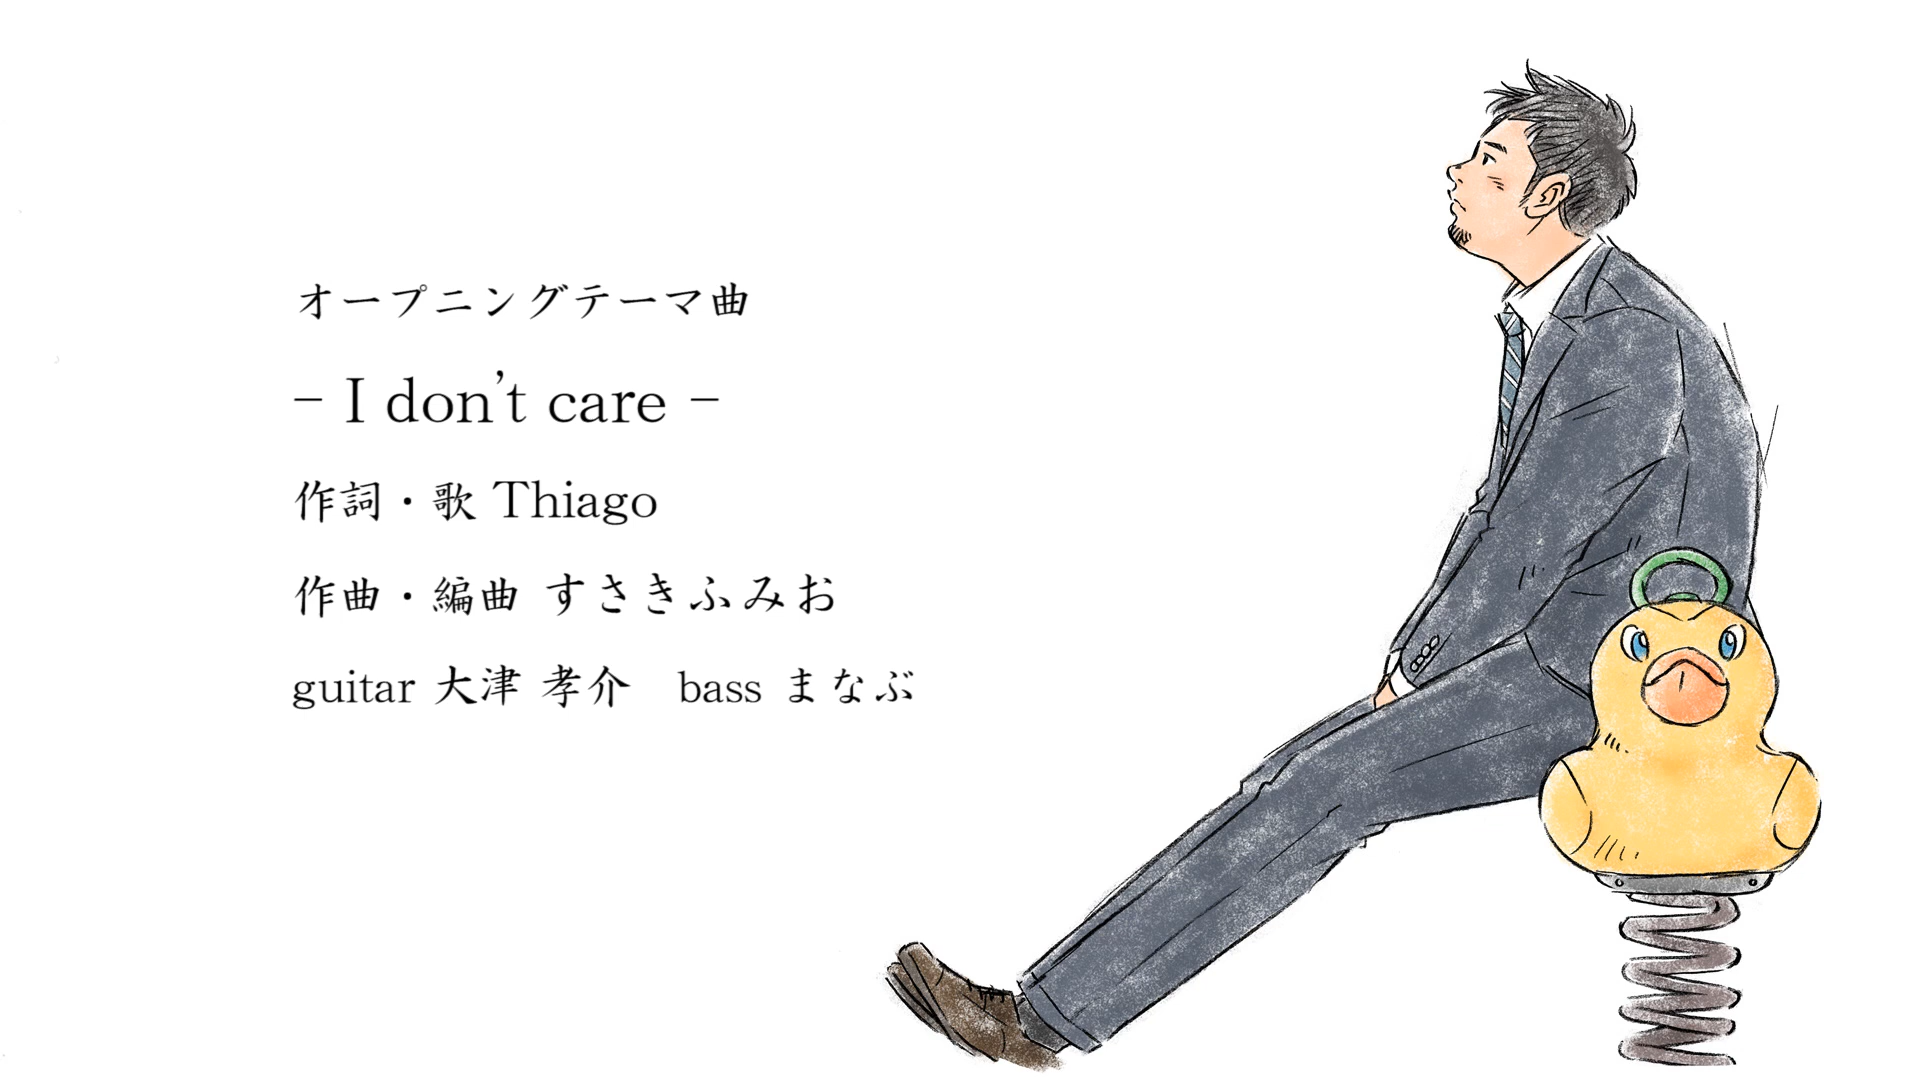 オープニングテーマ曲
− I don’t care −
作詞・歌 Thiago
作曲・編曲 すさきふみお
guitar 大津 孝介　bass まなぶ